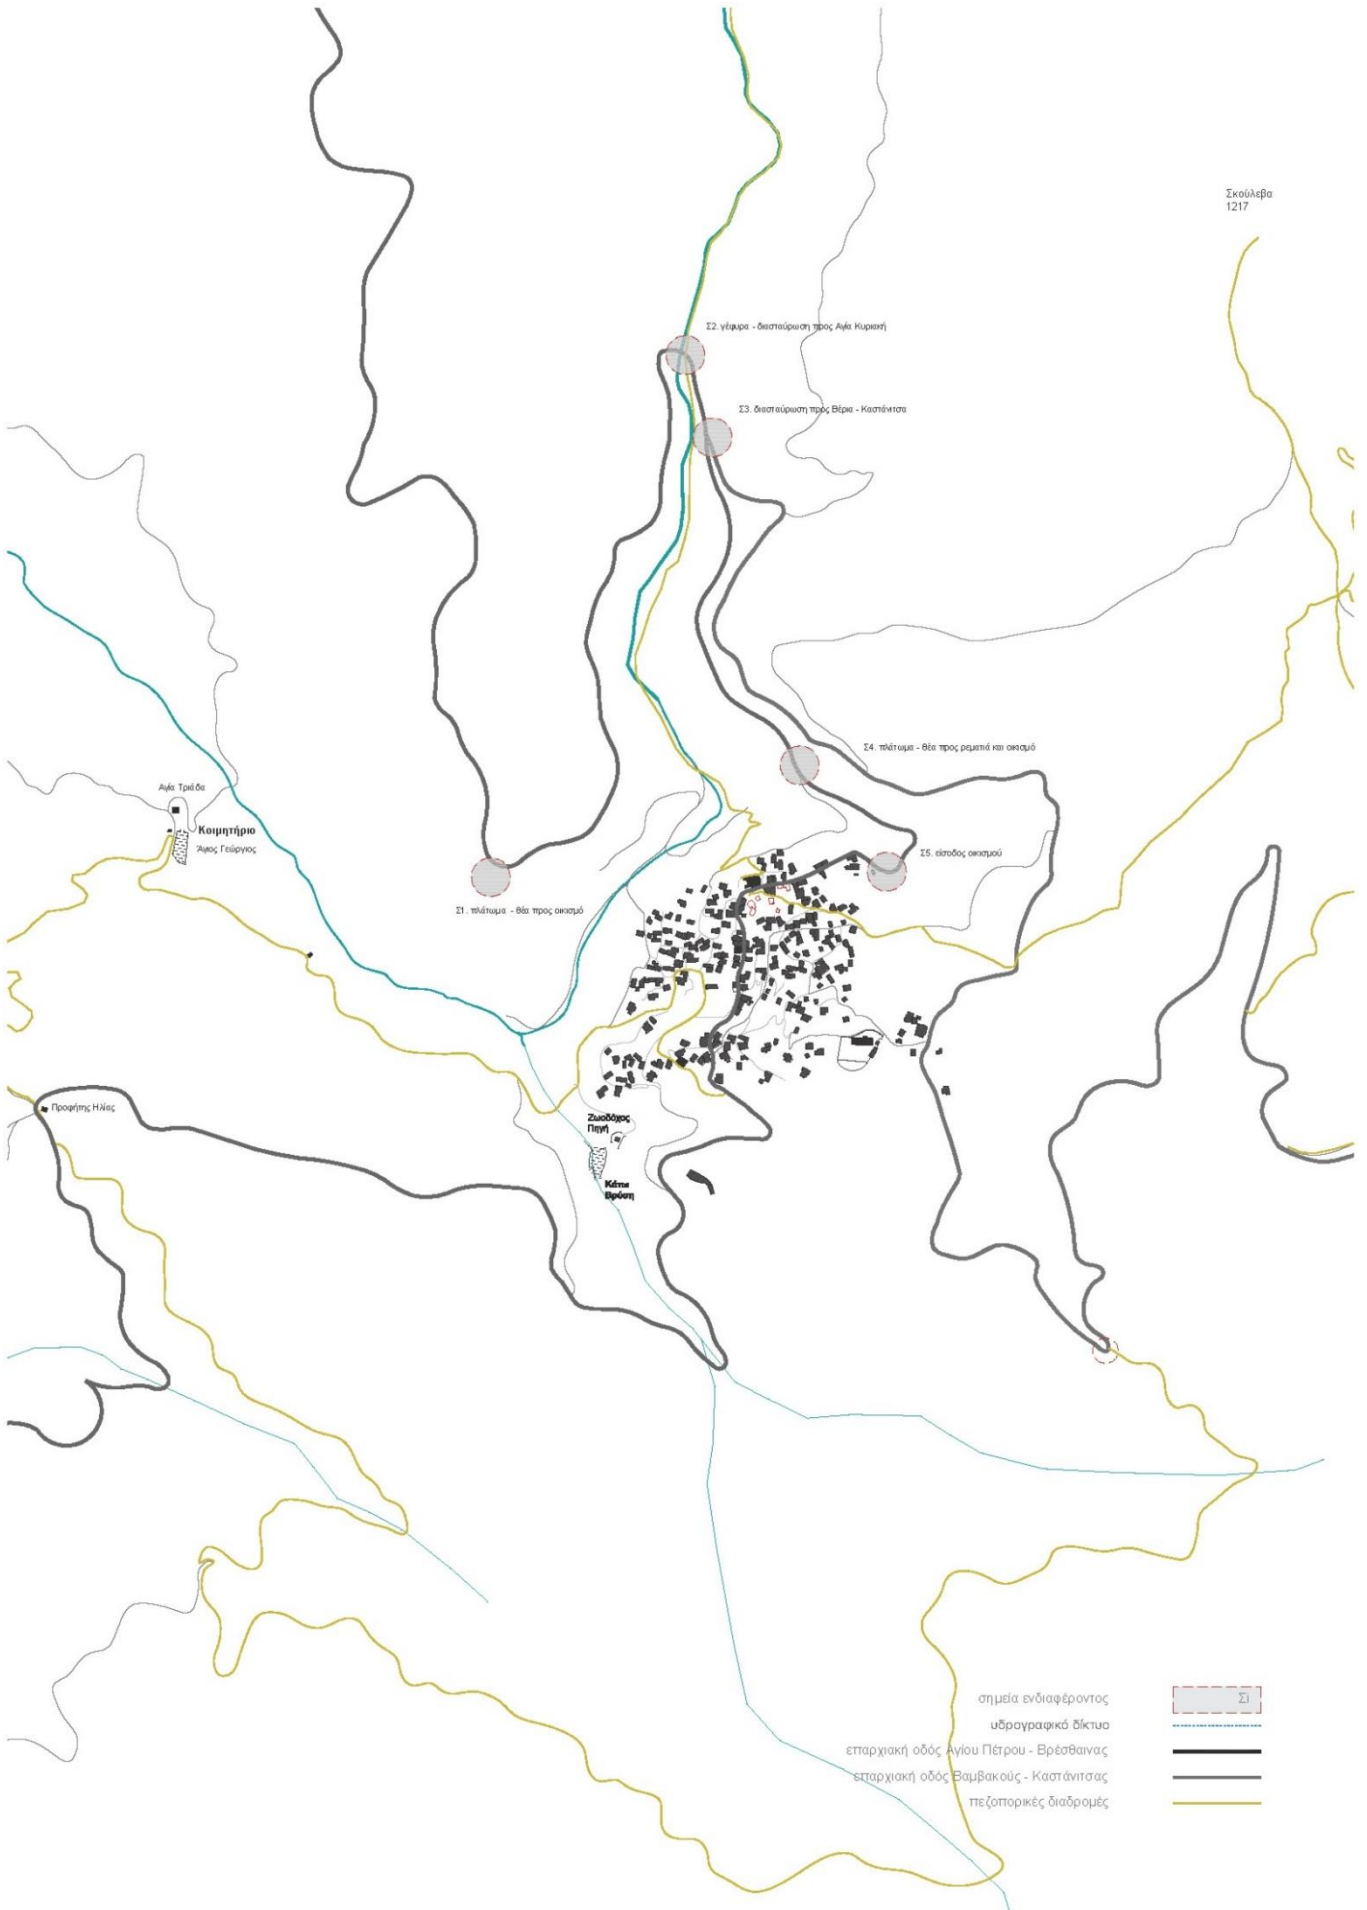 Σκούλεβα
1217
Σ2. γέφυρα - διασταύρωση προς Αγία Κυριακή
Σ3. διασταύρωση προς Βέρια - Καστάνιτσα
Σ4. πλάτωμα - θέα προς ρεματιά και οικισμό
Αγία Τριάδα
Κοιμητήριο
Άγιος Γεώργιος
Σ5. είσοδος οικισμού
Σ1. πλάτωμα - θέα προς οικισμό
Προφήτης Ηλίας
Ζωοδόχος
Πηγή
Κάτω
Βρύση
σημεία ενδιαφέροντος
Σi
υδρογραφικό δίκτυο
επαρχιακή οδός Αγίου Πέτρου - Βρέσθαινας
επαρχιακή οδός Βαμβακούς - Καστάνιτσας
πεζοπορικές διαδρομές